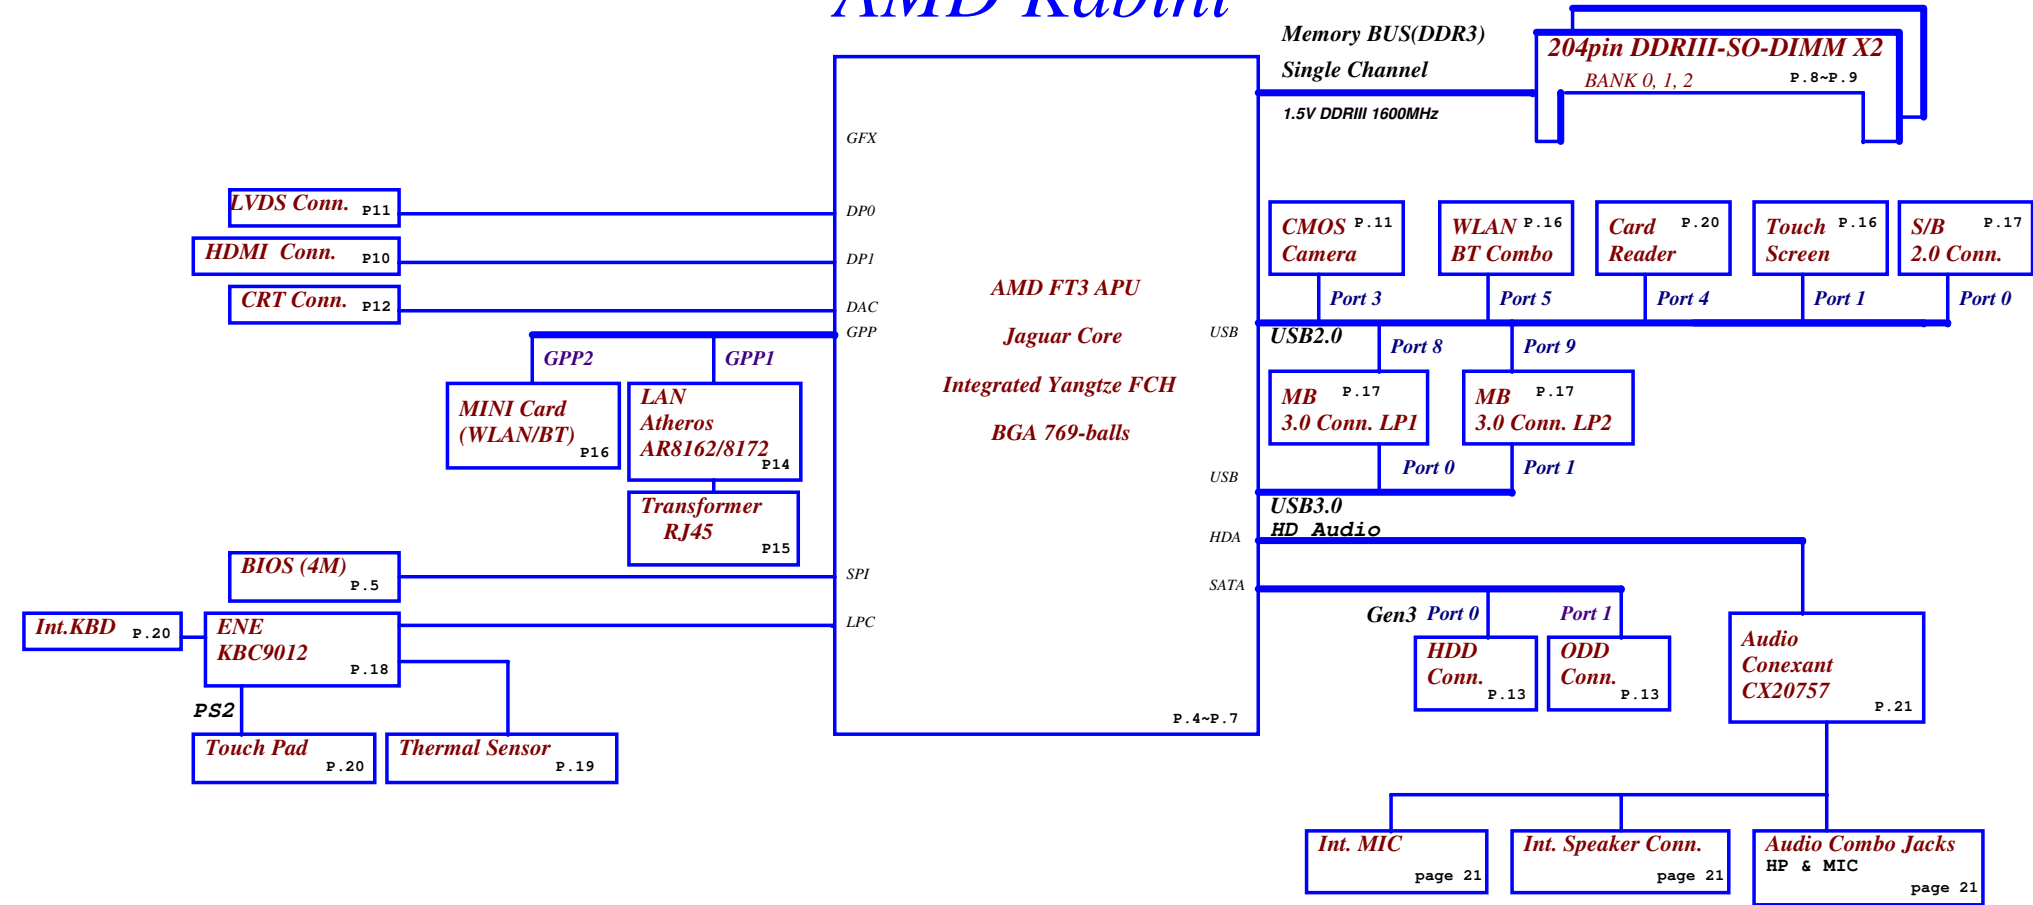 AMD Kabini
Memory BUS(DDR3)
Single Channel
1.5V DDRIII 1600MHz
204pin DDRIII-SO-DIMM X2
BANK 0, 1, 2 P.8~P.9
GFX
LVDS Conn. P11
DP0
HDMI Conn. P10
DP1
CRT Conn. P12
DAC
GPP
GPP2
GPP1
MINI Card
(WLAN/BT)
P16
LAN
Atheros
AR8162/8172
P14
Transformer
RJ45
P15
BIOS (4M)
P.5
SPI
Int.KBD P.20
ENE
KBC9012
P.18
LPC
PS2
Touch Pad
P.20
Thermal Sensor
P.19
AMD FT3 APU
Jaguar Core
Integrated Yangtze FCH
BGA 769-balls
P.4~P.7
CMOS P.11
Camera
WLAN P.16
BT Combo
Card P.20
Reader
Touch P.16
Screen
S/B P.17
2.0 Conn.
Port 3
Port 5
Port 4
Port 1
Port 0
USB
USB2.0
Port 8
Port 9
MB P.17
3.0 Conn. LP1
MB P.17
3.0 Conn. LP2
Port 0
Port 1
USB
USB3.0
HD Audio
HDA
SATA
Gen3 Port 0
Port 1
HDD
Conn.
P.13
ODD
Conn.
P.13
Audio
Conexant
CX20757
P.21
Int. MIC
page 21
Int. Speaker Conn.
page 21
Audio Combo Jacks
HP & MIC
page 21